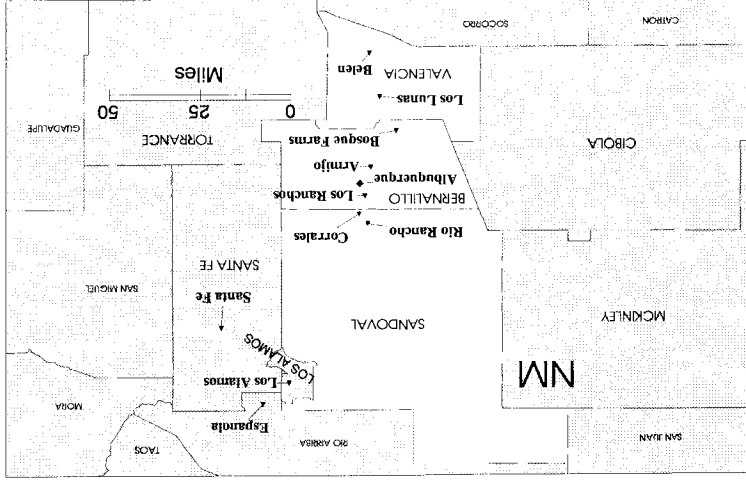 SAN JUAN
RIO ARRIBA
TAOS
Espanola
MORA
NM
Los Alamos
LOS ALAMOS
MCKINLEY
SANDOVAL
Santa Fe
SAN MIGUEL
SANTA FE
Rio Rancho
Corrales
BERNALILLO
Los Ranchos
Albuquerque
Armijo
CIBOLA
Bosque Farms
TORRANCE
GUADALUPE
Los Lunas
0 25 50
Miles
VALENCIA
Belen
CATRON
SOCORRO